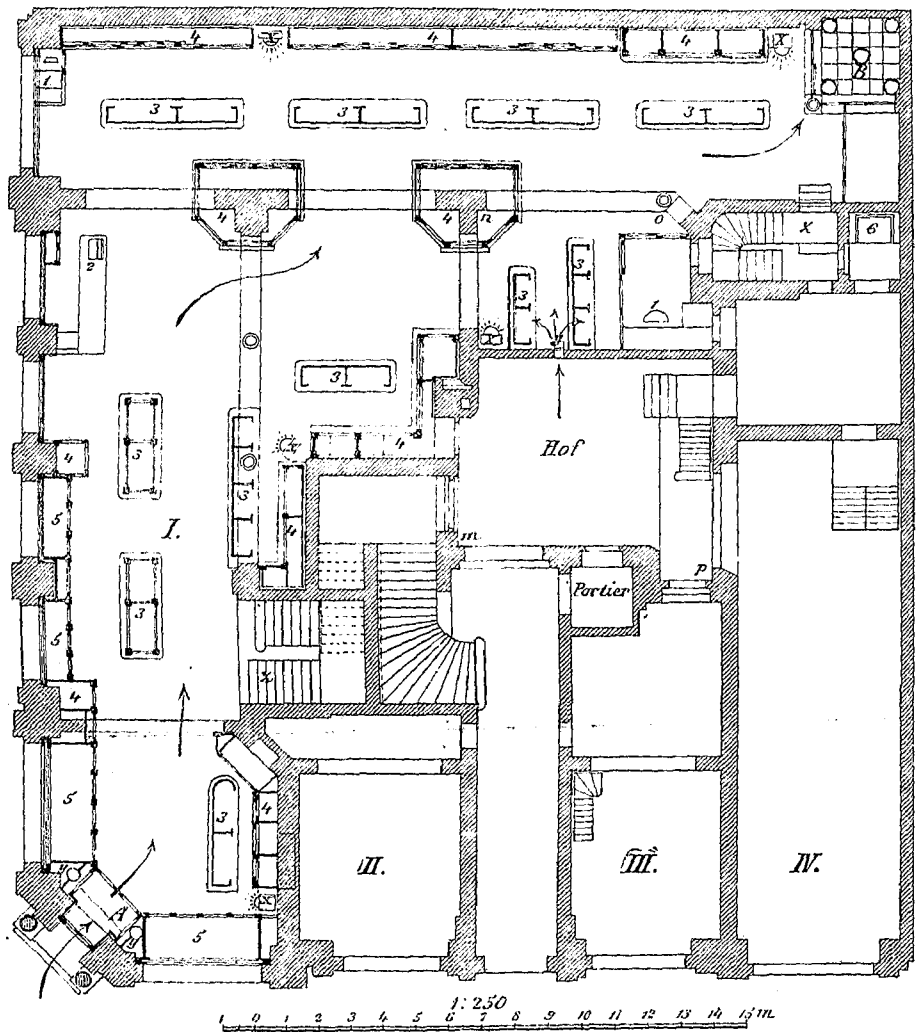 4 x 4 4 X B
1
3 3 3 3
4 4 n o
2 3 3 1 X 6
3 4
Hof
4 3 3 4
5 I. m
Portier P
5 3
4 x
5 3 4
II. III. IV.
y A y x
5
1:250
1 0 1 2 3 4 5 6 7 8 9 10 11 12 13 14 15 m